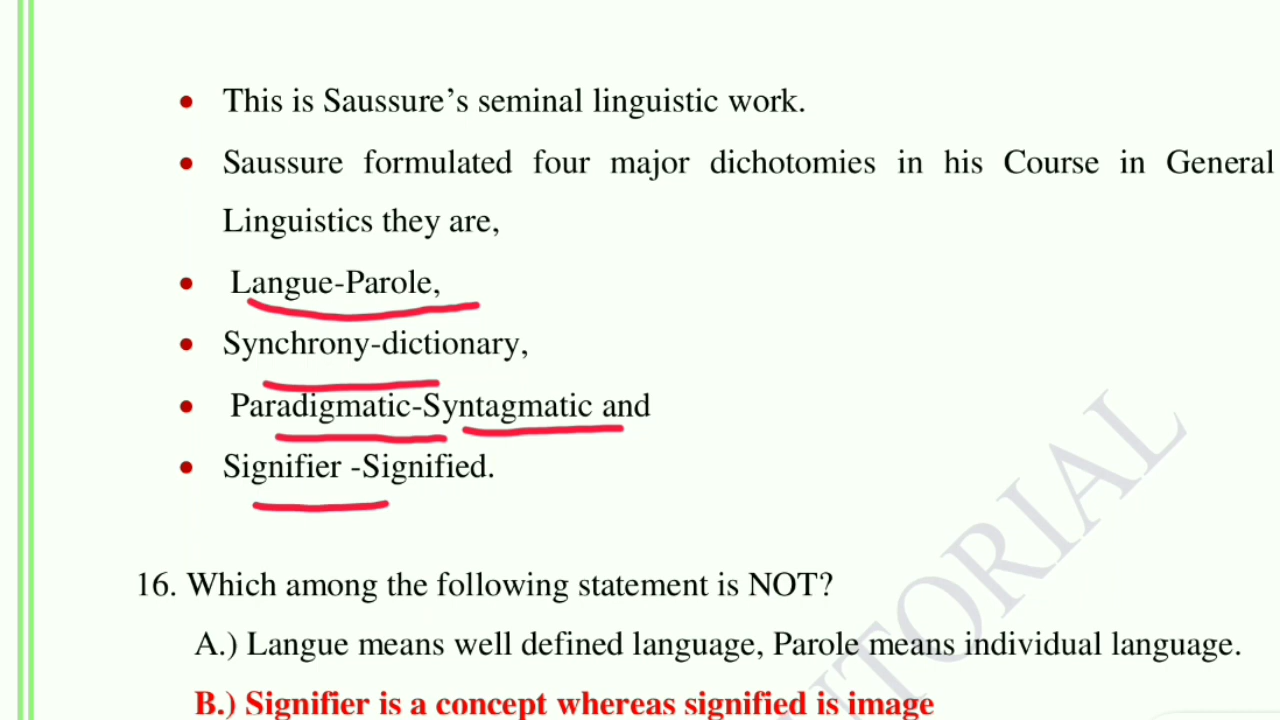 • This is Saussure’s seminal linguistic work.
• Saussure formulated four major dichotomies in his Course in General
Linguistics they are,
• Langue-Parole,
• Synchrony-dictionary,
• Paradigmatic-Syntagmatic and
• Signifier -Signified.
16. Which among the following statement is NOT?
A.) Langue means well defined language, Parole means individual language.
B.) Signifier is a concept whereas signified is image